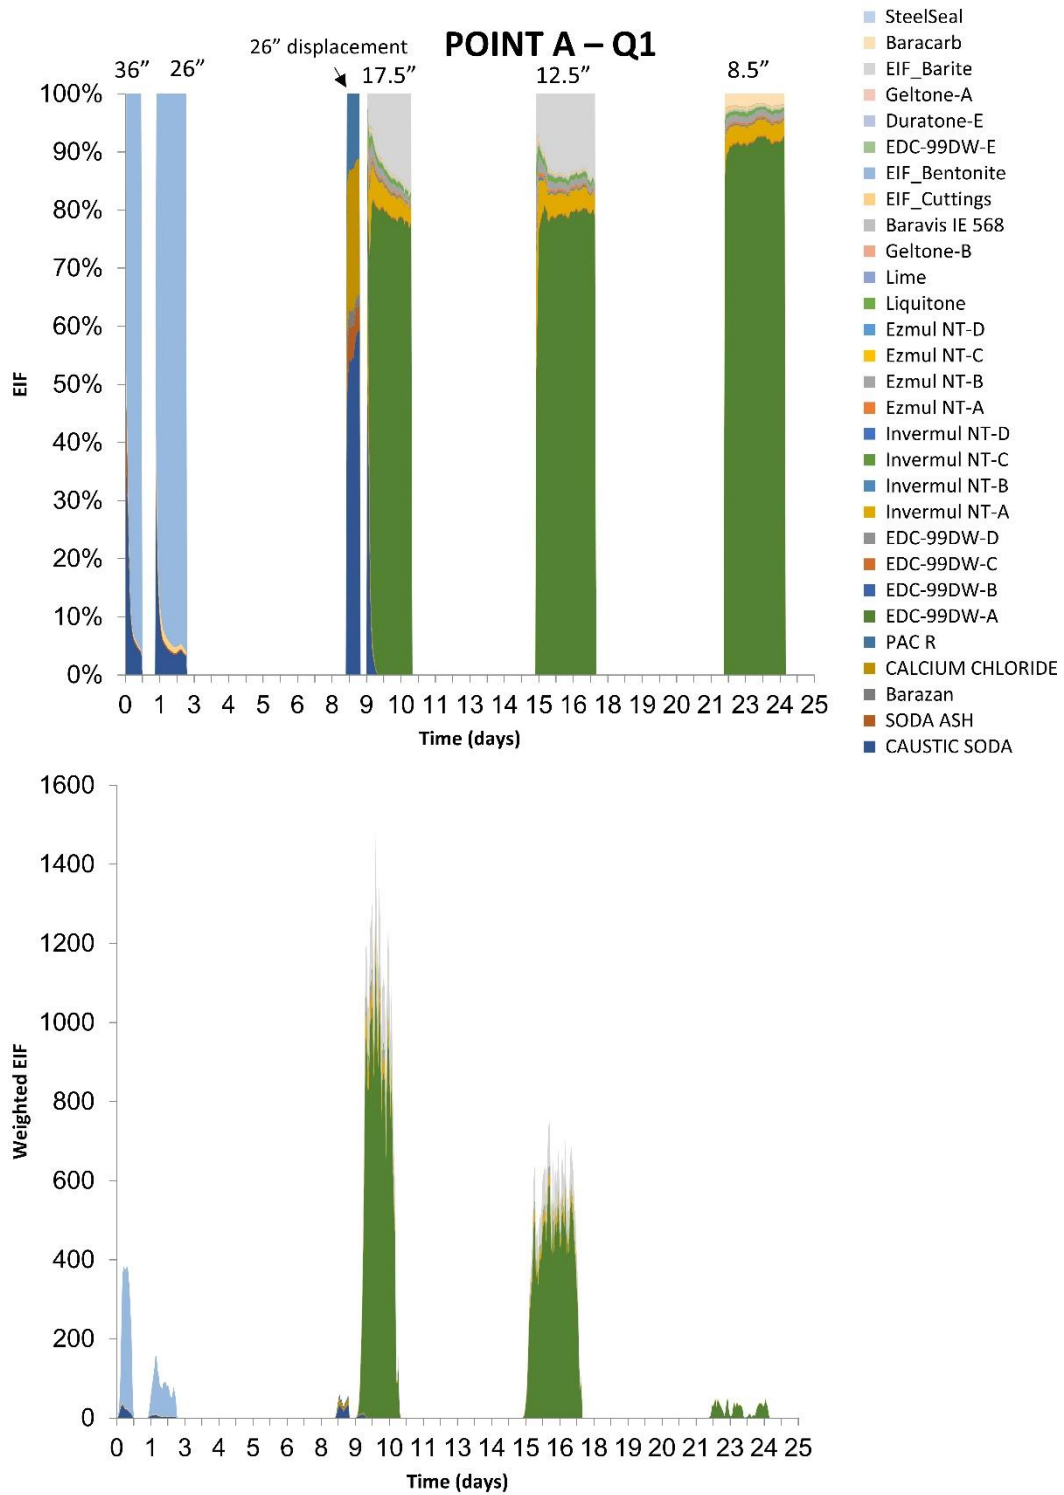 26” displacement
POINT A – Q1
36”
26”
17.5”
12.5”
8.5”
100%
90%
80%
70%
60%
50%
40%
30%
20%
10%
0%
EIF
0 1 3 4 5 6 8 9 10 11 13 14 15 16 18 19 20 21 23 24 25
Time (days)
SteelSeal
Baracarb
EIF_Barite
Geltone-A
Duratone-E
EDC-99DW-E
EIF_Bentonite
EIF_Cuttings
Baravis IE 568
Geltone-B
Lime
Liquitone
Ezmul NT-D
Ezmul NT-C
Ezmul NT-B
Ezmul NT-A
Invermul NT-D
Invermul NT-C
Invermul NT-B
Invermul NT-A
EDC-99DW-D
EDC-99DW-C
EDC-99DW-B
EDC-99DW-A
PAC R
CALCIUM CHLORIDE
Barazan
SODA ASH
CAUSTIC SODA
1600
1400
1200
1000
800
600
400
200
0
Weighted EIF
0 1 3 4 5 6 8 9 10 11 13 14 15 16 18 19 20 21 23 24 25
Time (days)